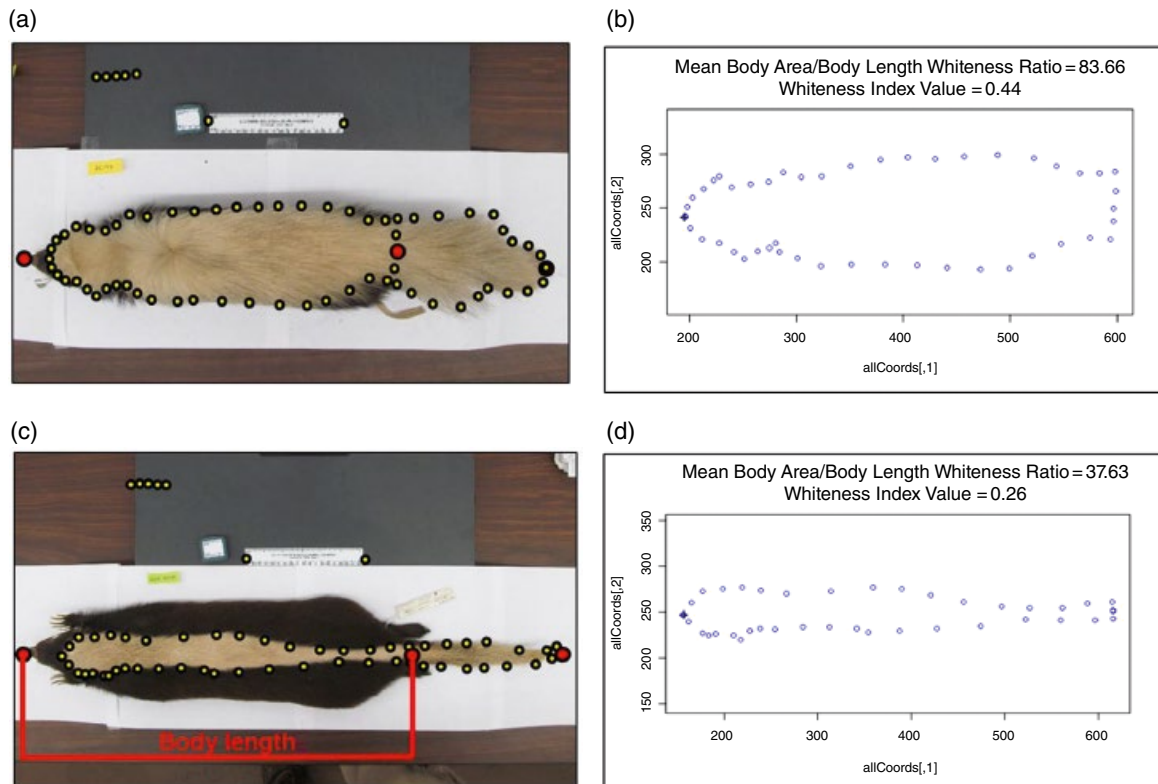 (a)
(b)
Mean Body Area/Body Length Whiteness Ratio = 83.66
Whiteness Index Value = 0.44
allCoords[,2]
300
250
200
200 300 400 500 600
allCoords[,1]
(c)
Body length
(d)
Mean Body Area/Body Length Whiteness Ratio = 37.63
Whiteness Index Value = 0.26
allCoords[,2]
350
300
250
200
150
200 300 400 500 600
allCoords[,1]